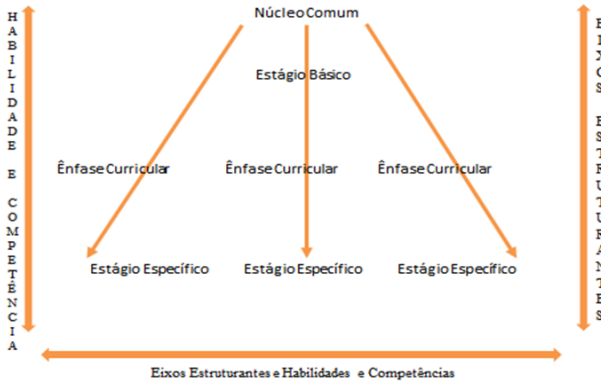 HABILIDADE E COMPETÊNCIA
Núcleo Comum
Estágio Básico
Ênfase Curricular
Ênfase Curricular
Ênfase Curricular
Estágio Específico
Estágio Específico
Estágio Específico
EIXOS ESTRUTURANTES
Eixos Estruturantes e Habilidades e Competências